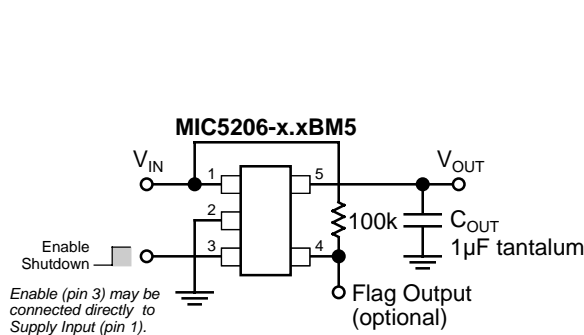 MIC5206-x.xBM5
VIN
VOUT
1
5
2
100k
COUT
1µF tantalum
Enable
Shutdown
3
4
Enable (pin 3) may be
connected directly to
Supply Input (pin 1).
Flag Output
(optional)